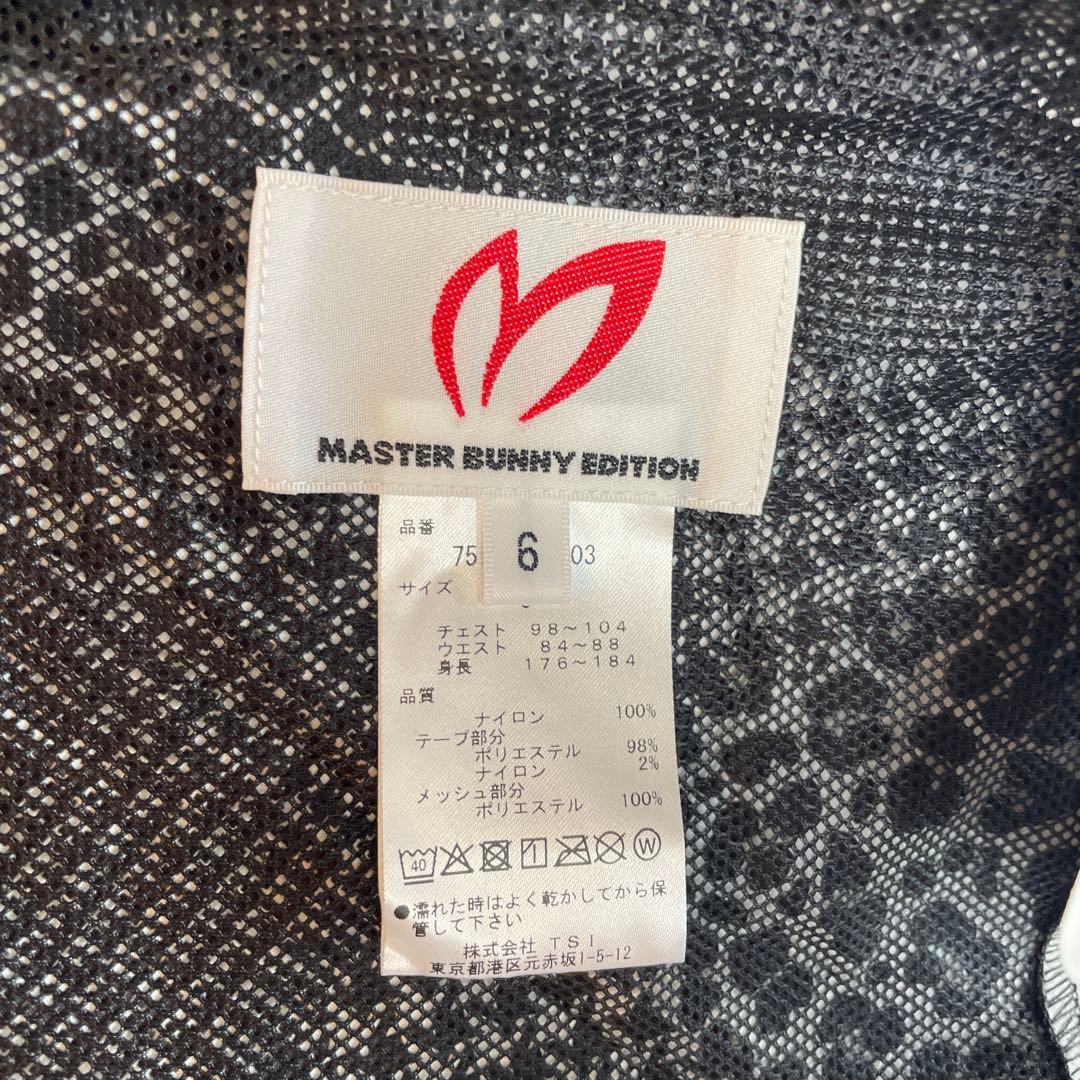 MASTER BUNNY EDITION
品番
75
6
03
サイズ
チェスト 98～104
ウエスト 84～88
身長 176～184
品質
ナイロン 100%
テープ部分
ポリエステル 98%
ナイロン 2%
メッシュ部分
ポリエステル 100%
40
1
W
●濡れた時はよく乾かしてから保
管して下さい
株式会社 TSI
東京都港区元赤坂1-5-12